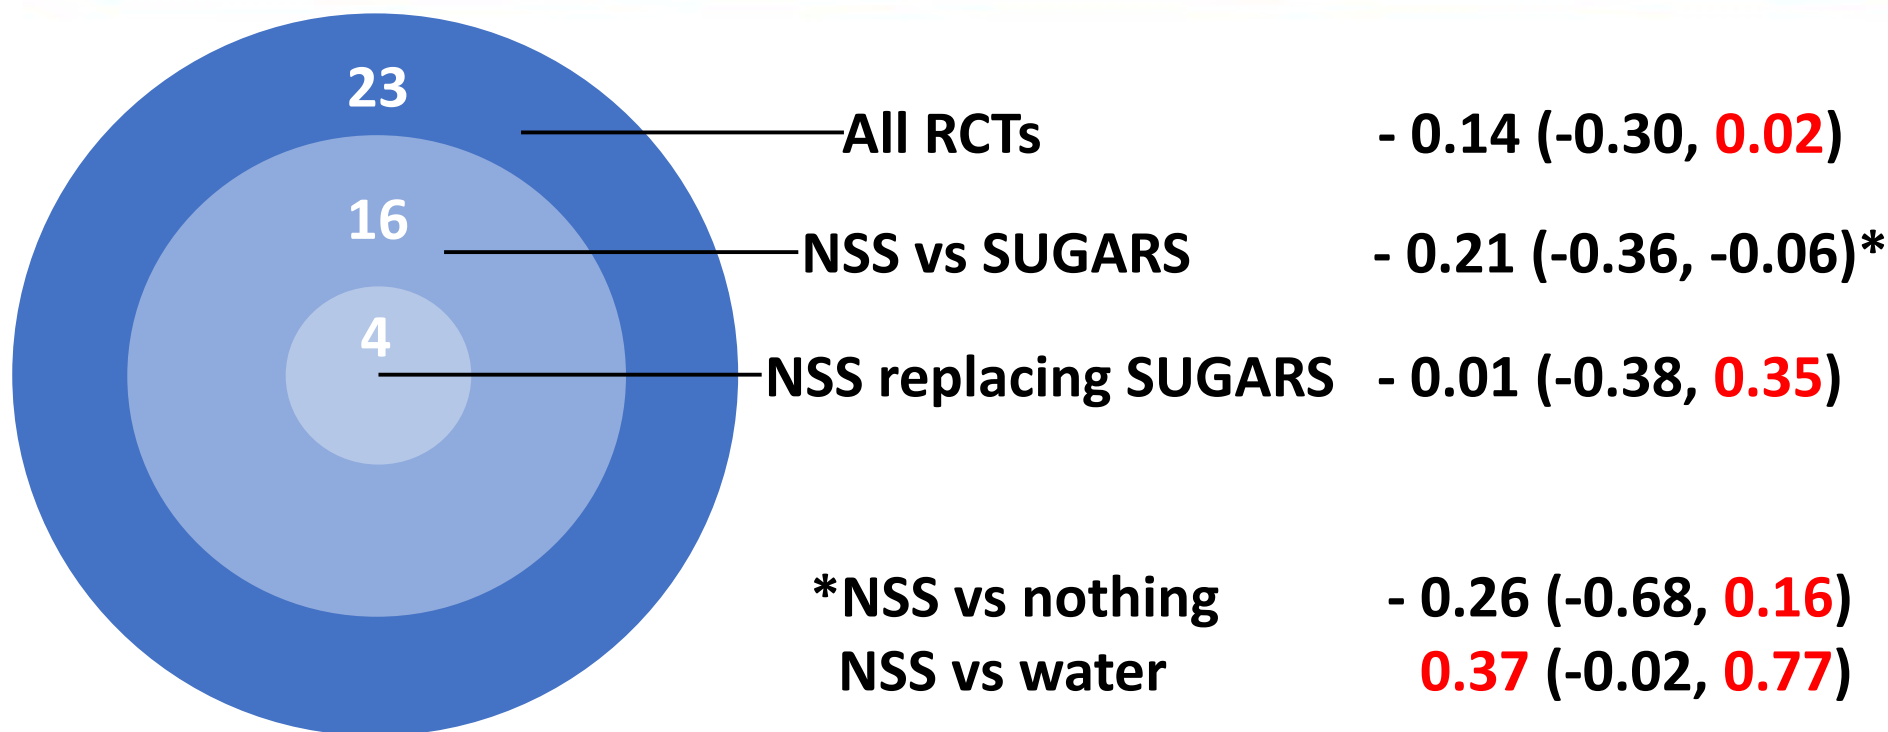 23
All RCTs - 0.14 (-0.30, 0.02)
16
NSS vs SUGARS - 0.21 (-0.36, -0.06)*
4
NSS replacing SUGARS - 0.01 (-0.38, 0.35)
*NSS vs nothing - 0.26 (-0.68, 0.16)
NSS vs water 0.37 (-0.02, 0.77)